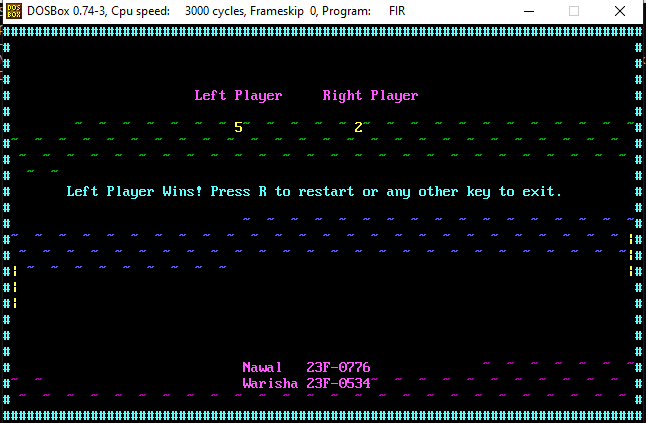 DOSBox 0.74-3, Cpu speed: 3000 cycles, Frameskip 0, Program: FIR
Left Player Right Player
5 2
Left Player Wins! Press R to restart or any other key to exit.
Nawal 23F-0776
Warisha 23F-0534